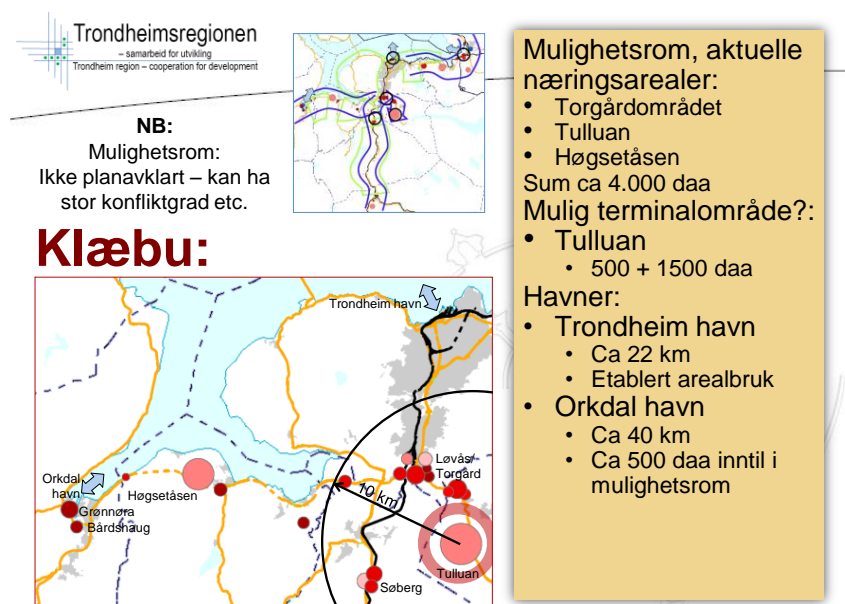 Trondheimsregionen
– samarbeid for utvikling
Trondheim region – cooperation for development
NB:
Mulighetsrom:
Ikke planavklart – kan ha
stor konfliktgrad etc.
Klæbu:
Trondheim havn
Orkdal
havn
Høgsetåsen
Grønnøra
Bårdshaug
Løvås/
Torgård
10 km
Tulluan
Søberg
Mulighetsrom, aktuelle
næringsarealer:
• Torgårdområdet
• Tulluan
• Høgsetåsen
Sum ca 4.000 daa
Mulig terminalområde?:
• Tulluan
• 500 + 1500 daa
Havner:
• Trondheim havn
• Ca 22 km
• Etablert arealbruk
• Orkdal havn
• Ca 40 km
• Ca 500 daa inntil i
mulighetsrom